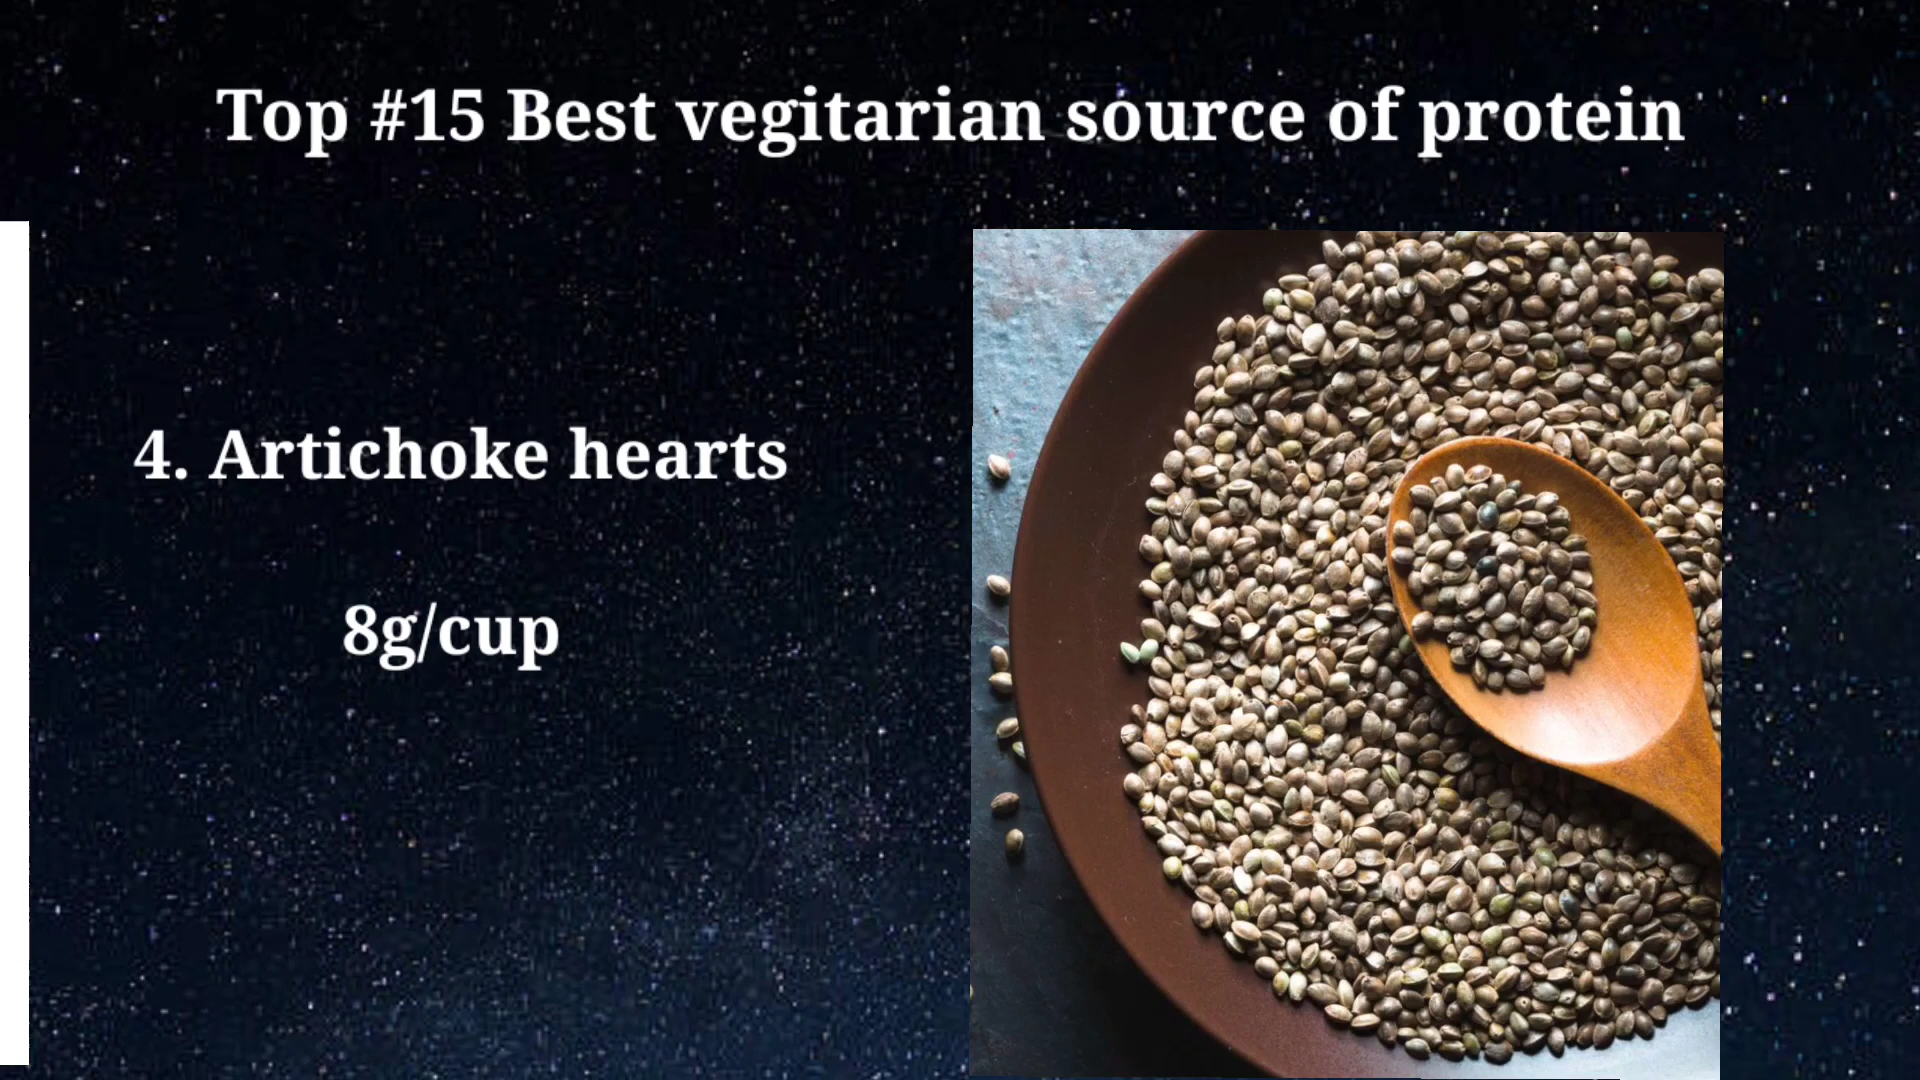 Top #15 Best vegitarian source of protein
4. Artichoke hearts
8g/cup